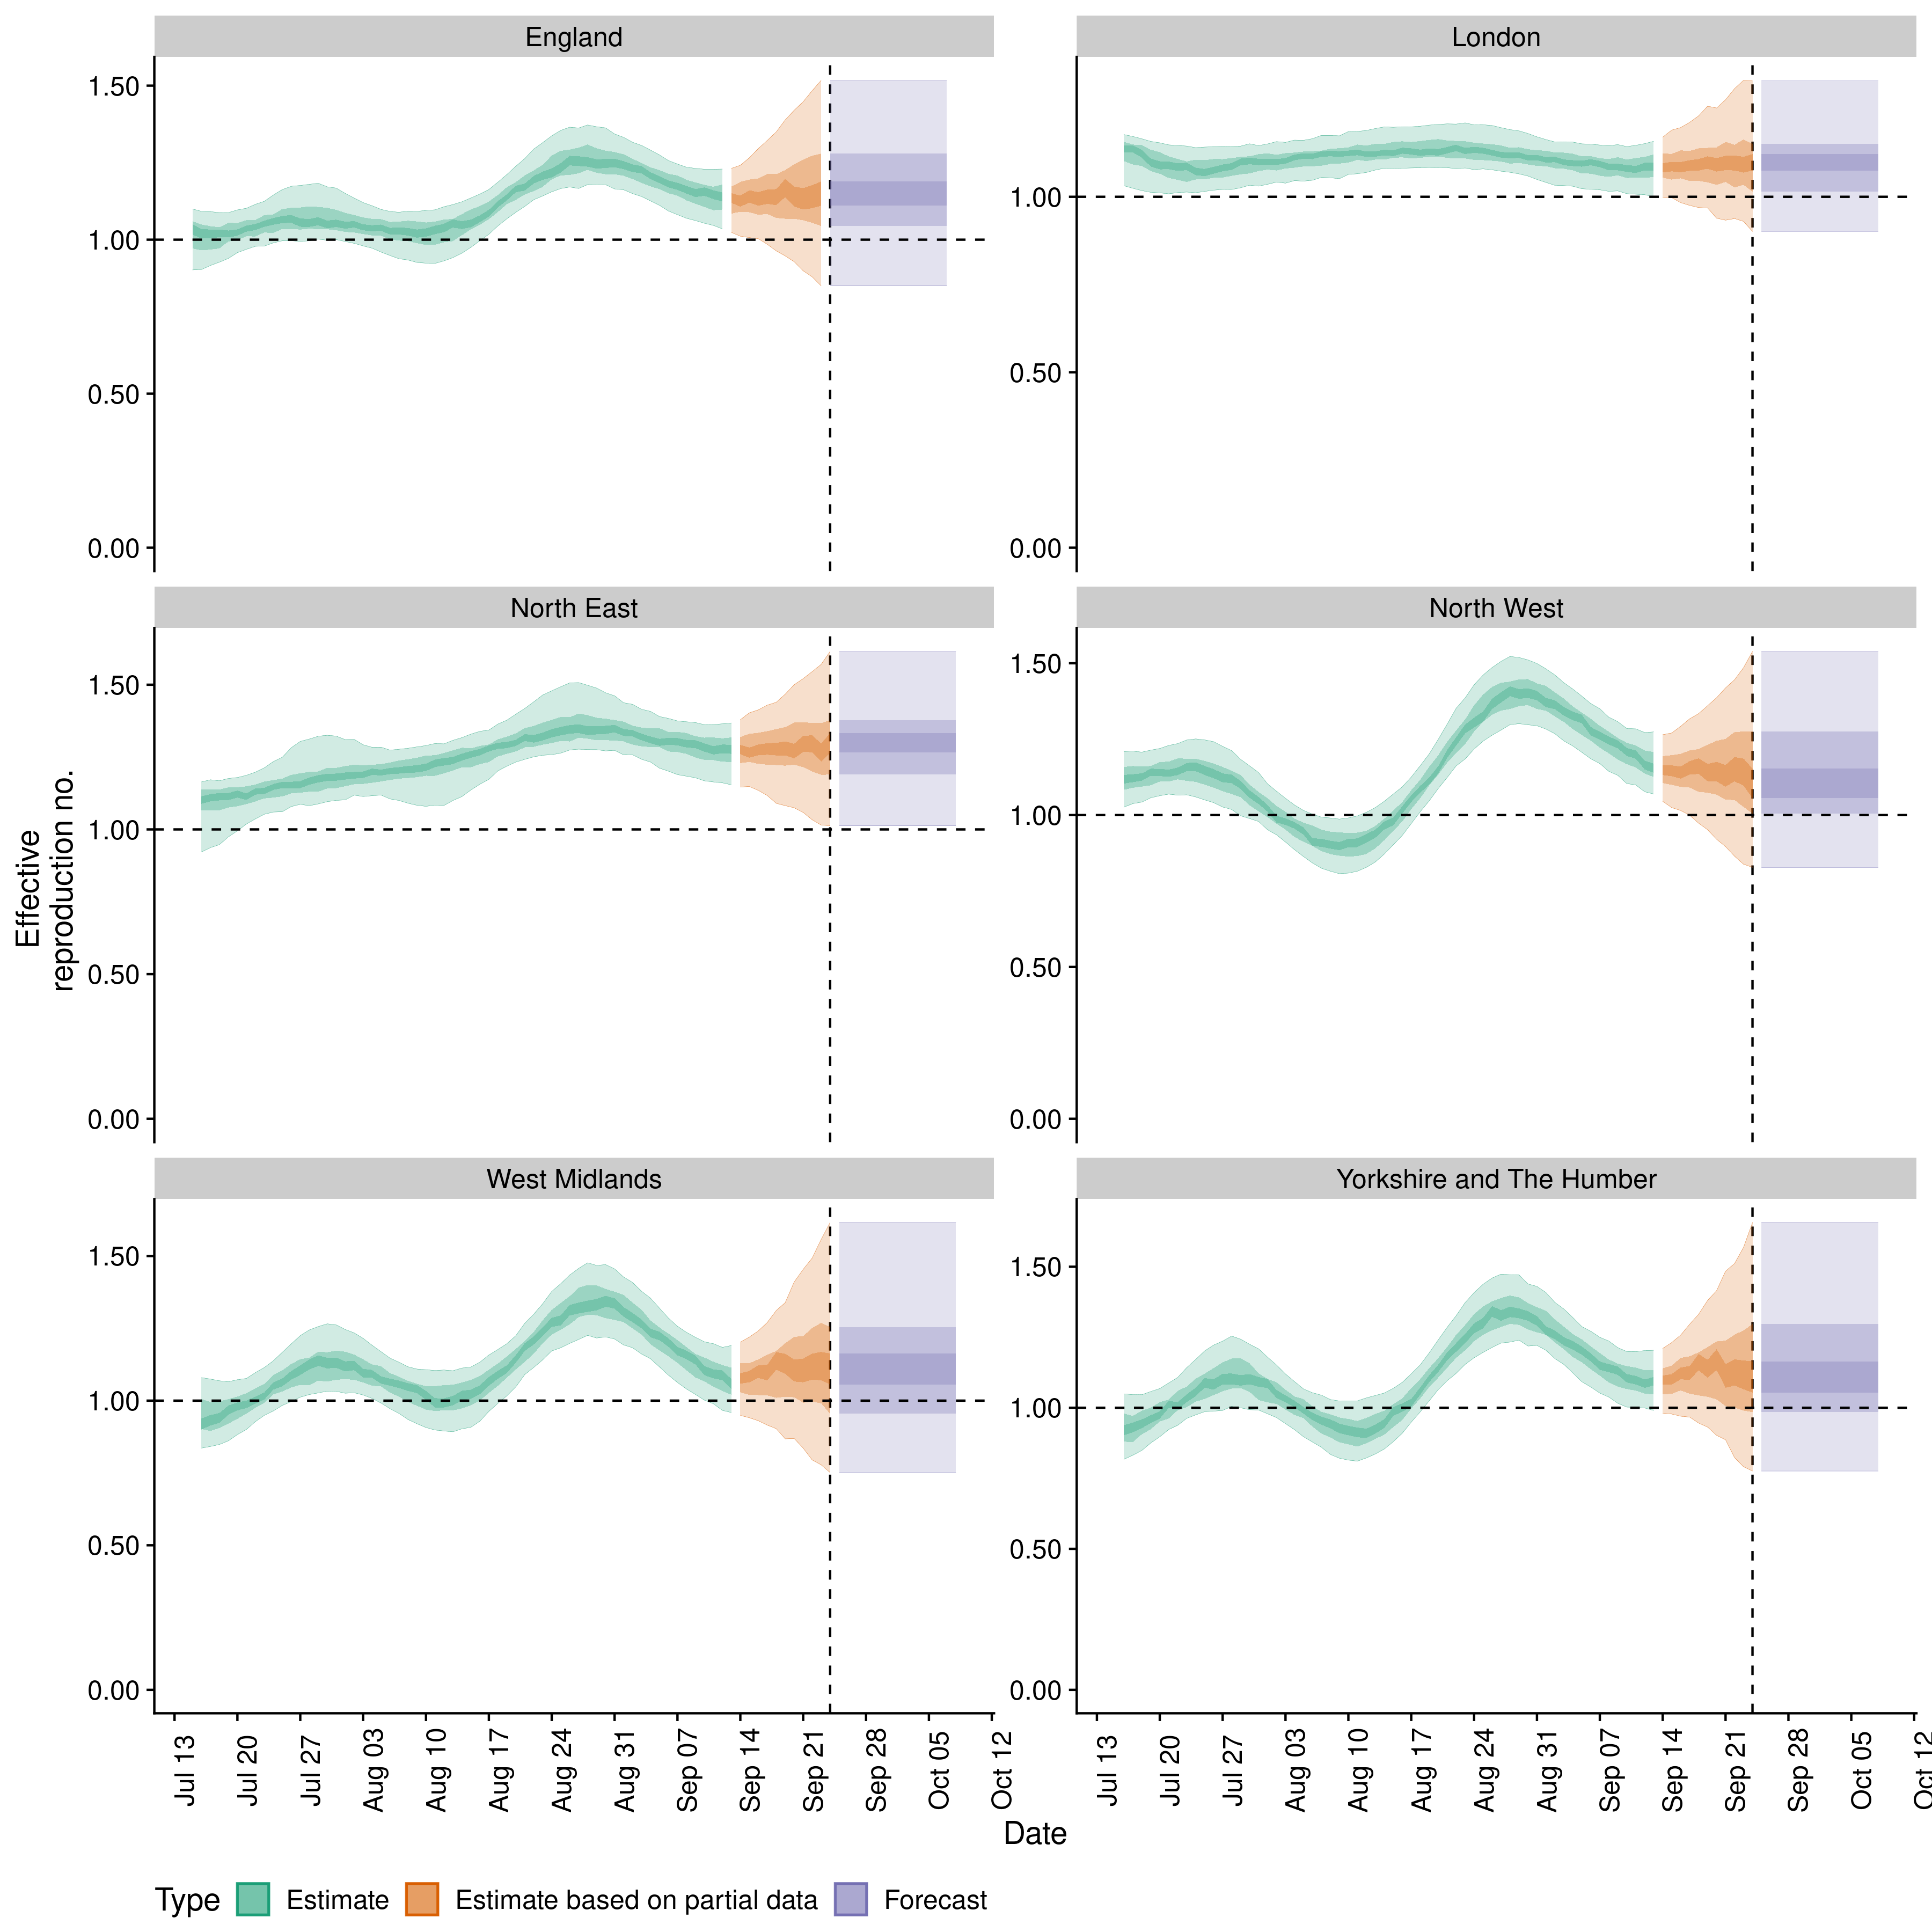 England
London
1.50
1.00
0.50
0.00
1.00
0.50
0.00
North East
North West
Effective
reproduction no.
1.50
1.00
0.50
0.00
1.50
1.00
0.50
0.00
West Midlands
Yorkshire and The Humber
1.50
1.00
0.50
0.00
1.50
1.00
0.50
0.00
Jul 13
Jul 20
Jul 27
Aug 03
Aug 10
Aug 17
Aug 24
Aug 31
Sep 07
Sep 14
Sep 21
Sep 28
Oct 05
Oct 12
Jul 13
Jul 20
Jul 27
Aug 03
Aug 10
Aug 17
Aug 24
Aug 31
Sep 07
Sep 14
Sep 21
Sep 28
Oct 05
Oct 12
Date
Type Estimate Estimate based on partial data Forecast